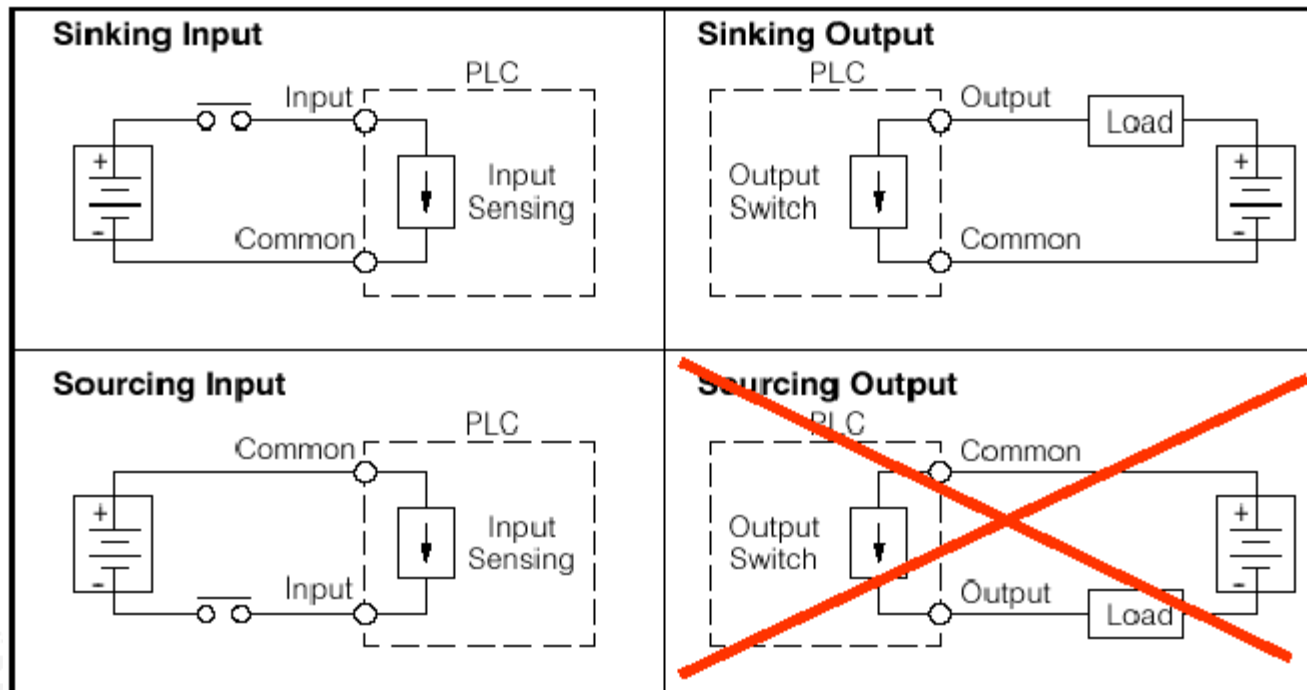 Sinking Input
PLC
Input
+
Input
Sensing
-
Common
Sinking Output
PLC
Output
Load
+
Output
Switch
-
Common
Sourcing Input
PLC
Common
+
Input
Sensing
-
Input
Sourcing Output
PLC
Common
+
Output
Switch
-
Output
Load